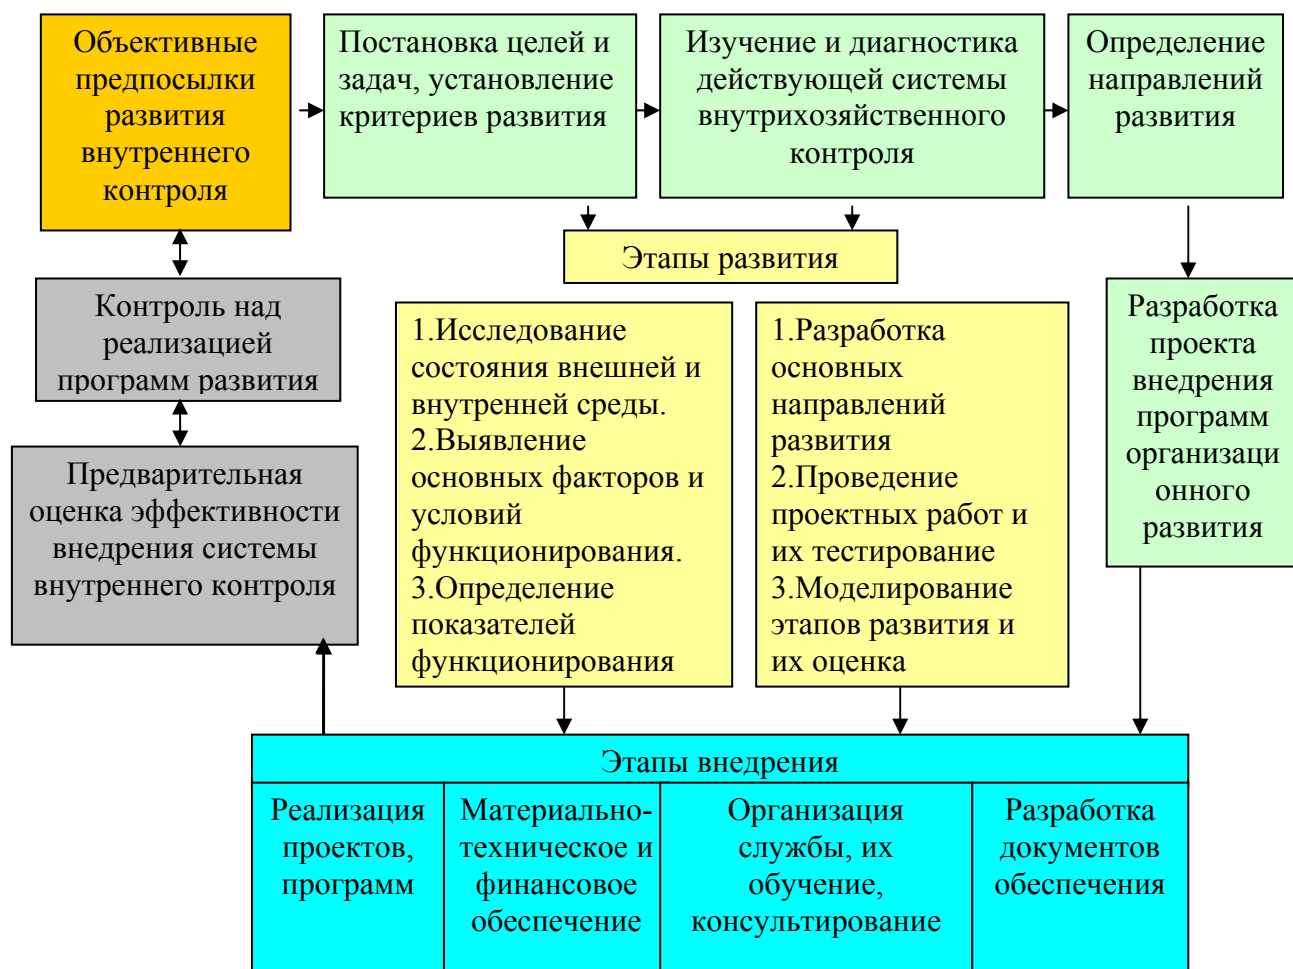 Объективные
предпосылки
развития
внутреннего
контроля
Постановка целей и
задач, установление
критериев развития
Изучение и диагностика
действующей системы
внутрихозяйственного
контроля
Определение
направлений
развития
Этапы развития
Контроль над
реализацией
программ развития
Предварительная
оценка эффективности
внедрения системы
внутреннего контроля
1.Исследование
состояния внешней и
внутренней среды.
2.Выявление
основных факторов и
условий
функционирования.
3.Определение
показателей
функционирования
1.Разработка
основных
направлений
развития
2.Проведение
проектных работ и
их тестирование
3.Моделирование
этапов развития и
их оценка
Разработка
проекта
внедрения
программ
организаци
онного
развития
Этапы внедрения
Реализация
проектов,
программ
Материально-
техническое и
финансовое
обеспечение
Организация
службы, их
обучение,
консультирование
Разработка
документов
обеспечения